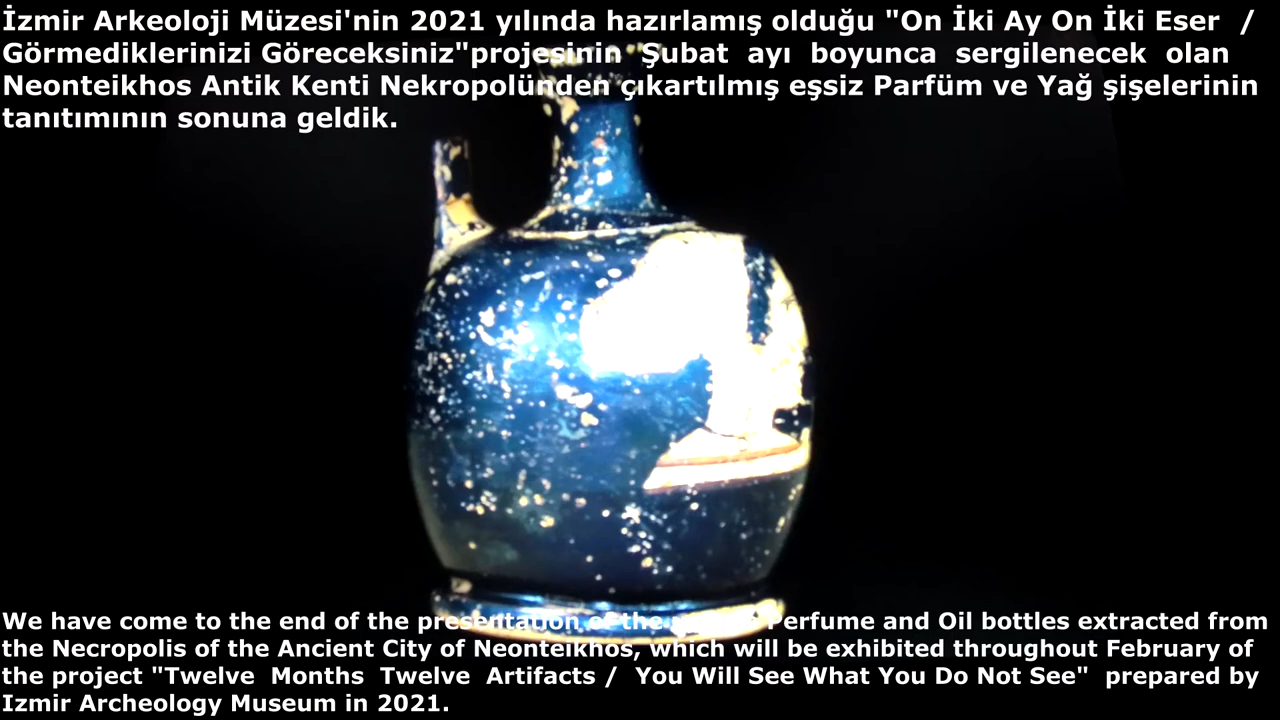 İzmir Arkeoloji Müzesi'nin 2021 yılında hazırlamış olduğu "On İki Ay On İki Eser /
Görmediklerinizi Göreceksiniz"projesinin Şubat ayı boyunca sergilenecek olan
Neonteikhos Antik Kenti Nekropolünden çıkartılmış eşsiz Parfüm ve Yağ şişelerinin
tanıtımının sonuna geldik.
We have come to the end of the presentation of the Perfume and Oil bottles extracted from
the Necropolis of the Ancient City of Neonteikhos, which will be exhibited throughout February of
the project "Twelve Months Twelve Artifacts / You Will See What You Do Not See" prepared by
Izmir Archeology Museum in 2021.